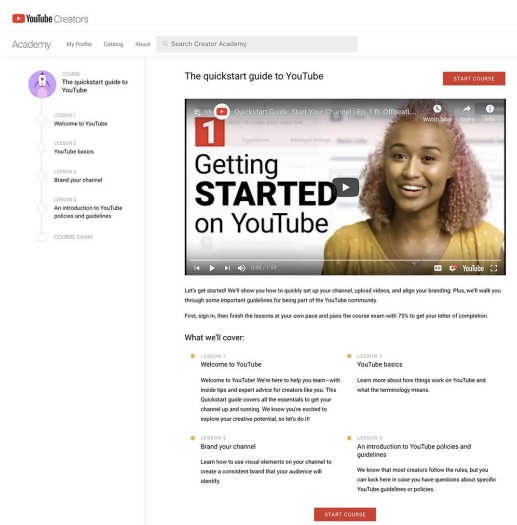 YouTube Creators
Academy My Profile Catalog About Search Creator Academy
COURSE
The quickstart guide to
YouTube
LESSON 1
Welcome to YouTube
LESSON 2
YouTube basics
LESSON 3
Brand your channel
LESSON 4
An introduction to YouTube
policies and guidelines
COURSE EXAM
The quickstart guide to YouTube
START COURSE
Quickstart Guide: Start Your Channel | Ep. 1 ft. Offbeat...
Watch later Share Info
1
Getting
STARTED
on YouTube
0:00 / 1:59
YouTube
Let's get started! We'll show you how to quickly set up your channel, upload videos, and align your branding. Plus, we'll walk you
through some important guidelines for being part of the YouTube community.
First, sign in, then finish the lessons at your own pace and pass the course exam with 75% to get your letter of completion.
What we'll cover:
LESSON 1
Welcome to YouTube
Welcome to YouTube! We're here to help you learn—with
inside tips and expert advice for creators like you. This
Quickstart guide covers all the essentials to get your
channel up and running. We know you're excited to
explore your creative potential, so let's do it!
LESSON 2
YouTube basics
Learn more about how things work on YouTube and
what the terminology means.
LESSON 3
Brand your channel
Learn how to use visual elements on your channel to
create a consistent brand that your audience will
identify.
LESSON 4
An introduction to YouTube policies and
guidelines
We know that most creators follow the rules, but you
can look here in case you have questions about specific
YouTube guidelines or policies.
START COURSE